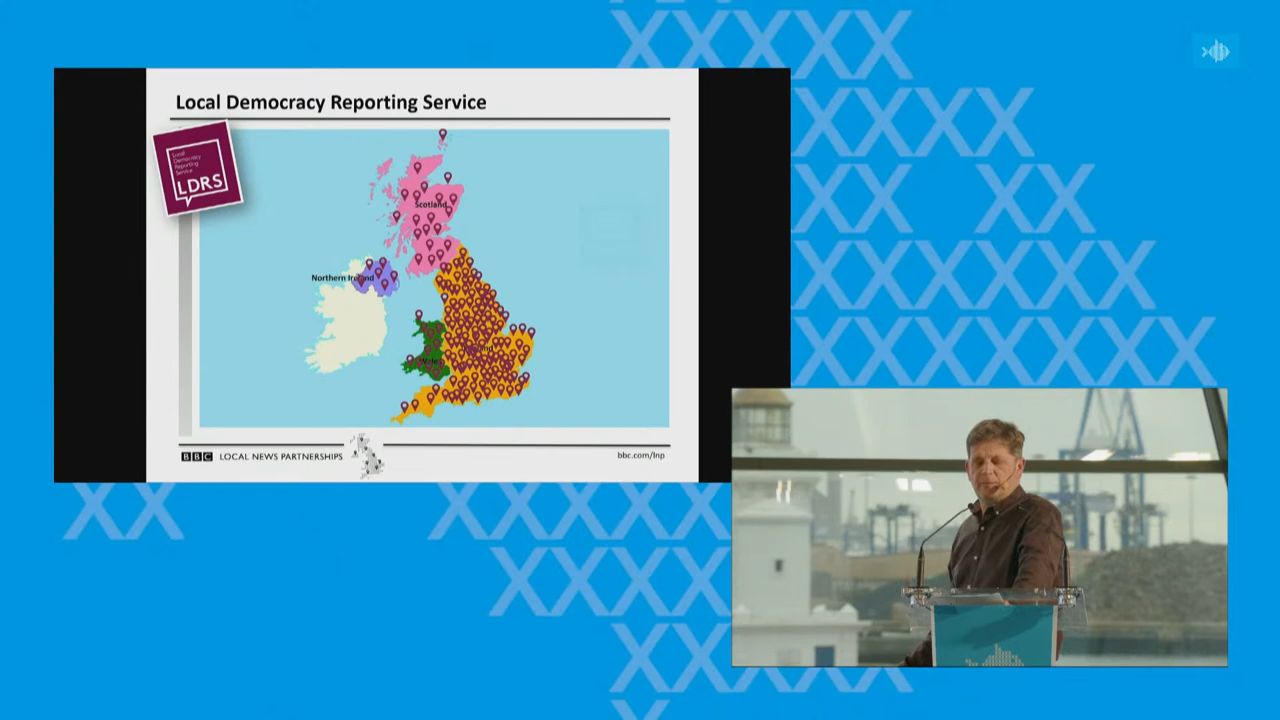 Local Democracy Reporting Service
Local
Democracy
Reporting
Service
LDRS
Scotland
Northern Ireland
BBC LOCAL NEWS PARTNERSHIPS
bbc.com/lnp